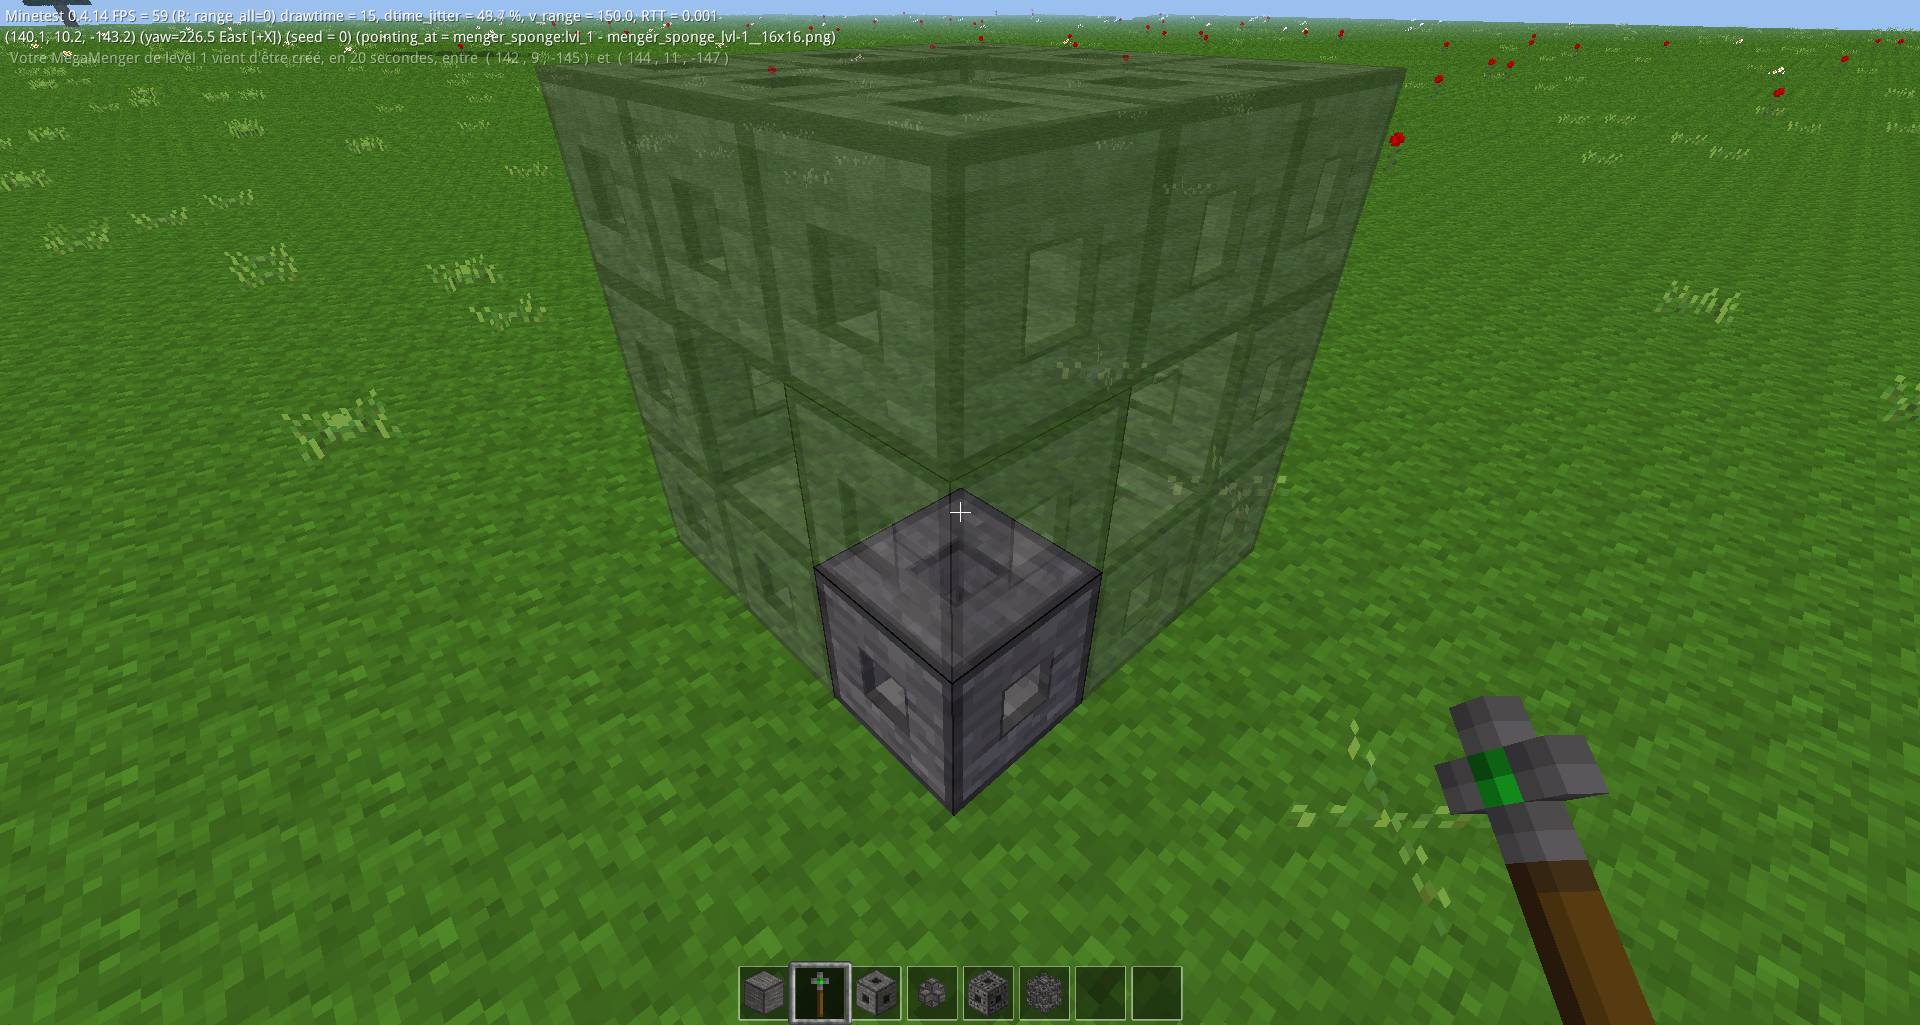 Minetest 0.4.14 FPS = 59 (R: range_all=0) drawtime = 15, dtime_jitter = 49.7 %, v_range = 150.0, RTT = 0.001
(140.1, 10.2, -143.2) (yaw=226.5 East [+X]) (seed = 0) (pointing_at = menger_sponge:lvl_1 - menger_sponge_lvl-1__16x16.png)
Votre MegaMenger de level 1 vient d'être créé, en 20 secondes, entre ( 142 , 9 , -145 ) et ( 144 , 11 , -147 )